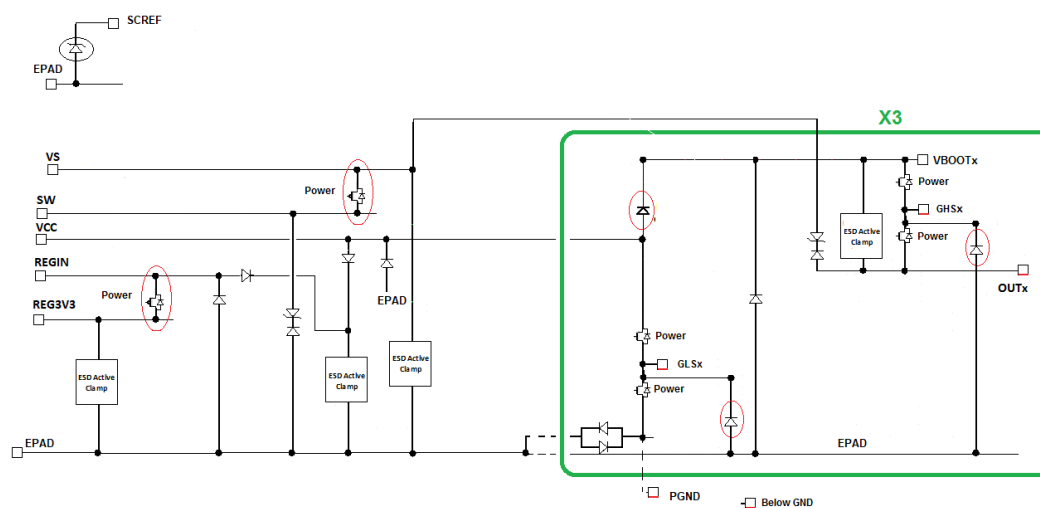 SCREF
EPAD
X3
VS
VBOOTx
Power
Power
SW
GHSx
VCC
ESD Active
Clamp
Power
REGIN
OUTx
Power
EPAD
REG3V3
Power
ESD Active
Clamp
ESD Active
Clamp
ESD Active
Clamp
GLSx
Power
EPAD
EPAD
PGND
Below GND